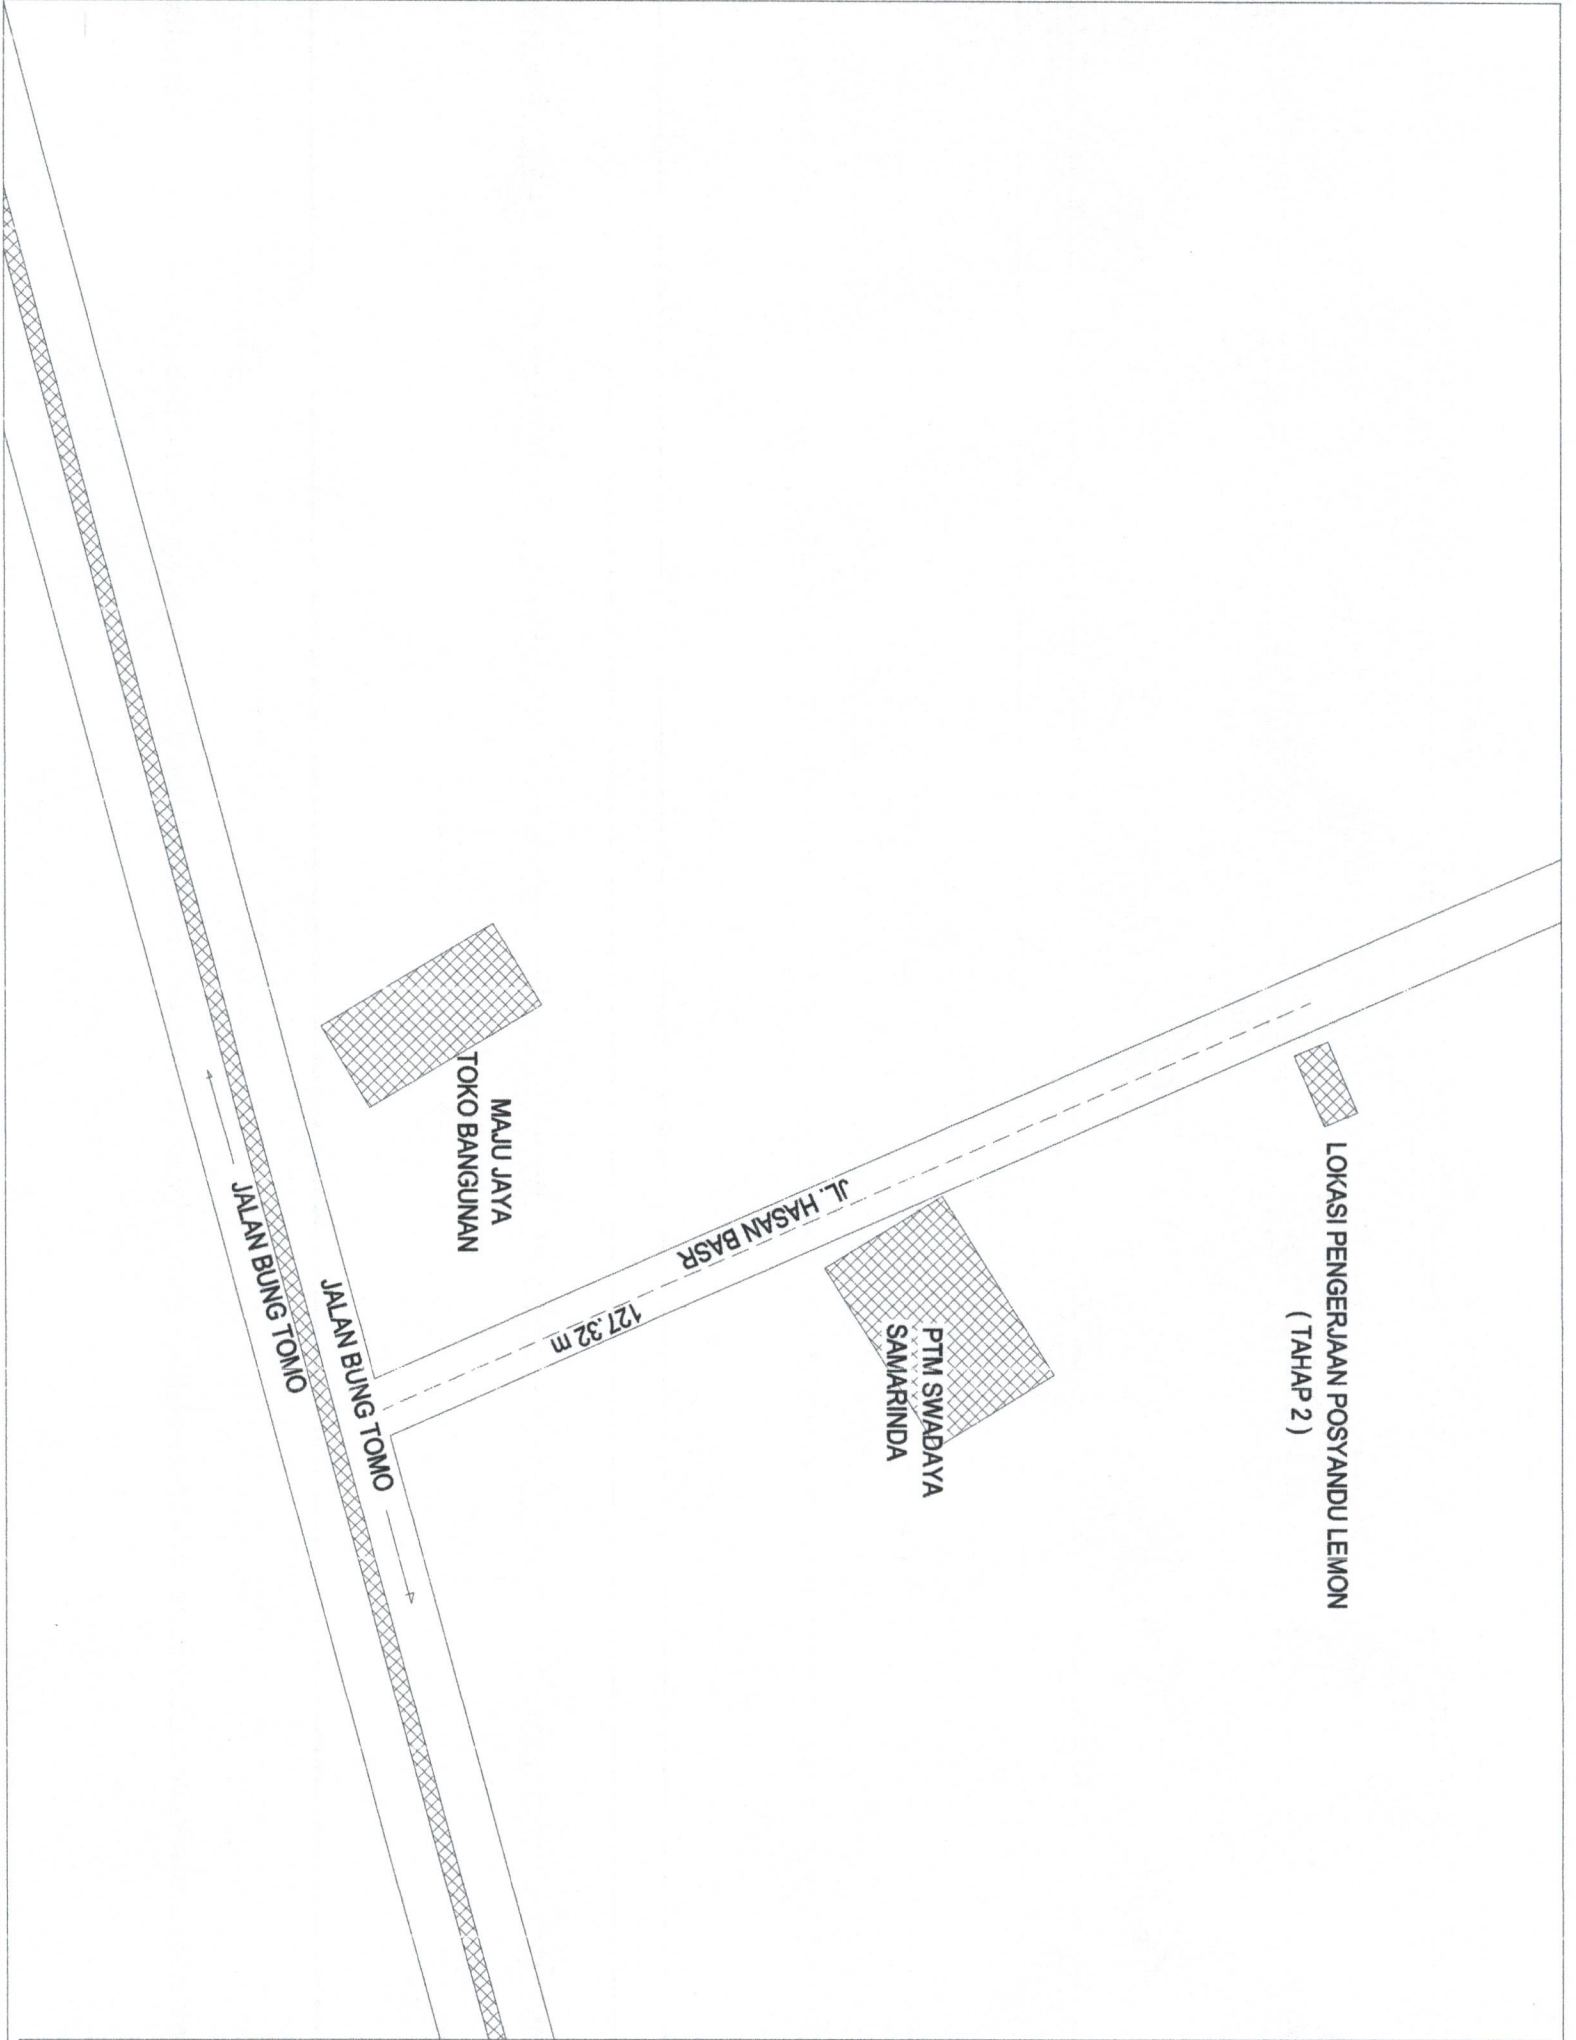 LOKASI PENGERJAAN POSYANDU LEMON
( TAHAP 2 )
PTM SWADAYA
SAMARINDA
JL. HASAN BASR
127.32 m
MAJU JAYA
TOKO BANGUNAN
JALAN BUNG TOMO
JALAN BUNG TOMO